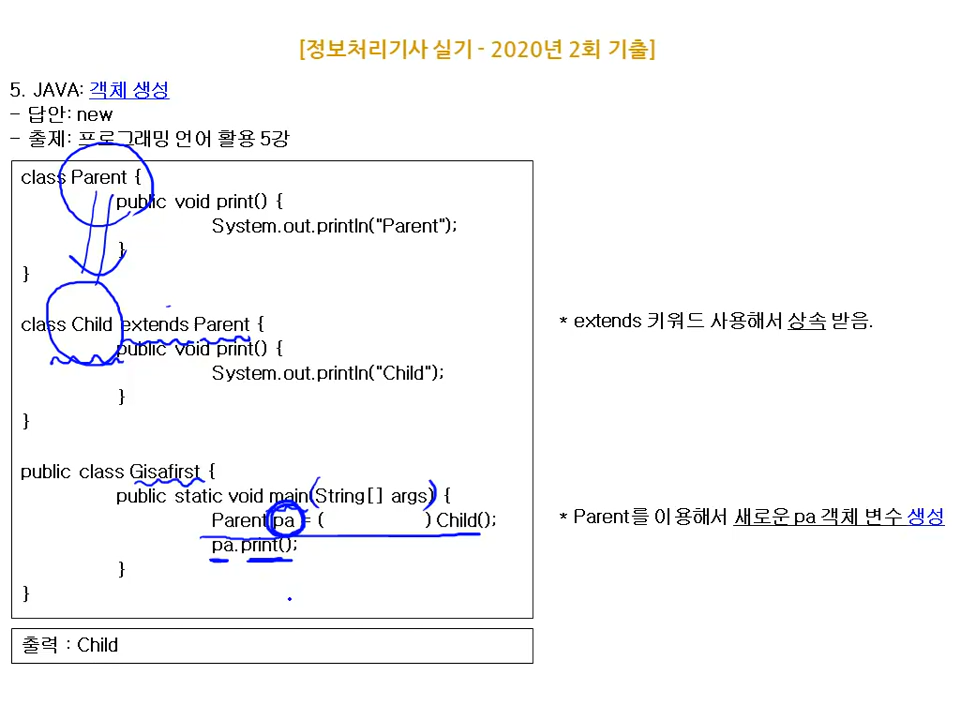 [정보처리기사 실기 - 2020년 2회 기출]
5. JAVA: 객체 생성
- 답안: new
- 출제: 프로그래밍 언어 활용 5강
class Parent {
public void print() {
System.out.println("Parent");
}
}
class Child extends Parent {
* extends 키워드 사용해서 상속 받음.
public void print() {
System.out.println("Child");
}
}
public class Gisafirst {
public static void main(String[] args) {
Parent pa = ( ) Child();
* Parent를 이용해서 새로운 pa 객체 변수 생성
pa.print();
}
}
출력 : Child